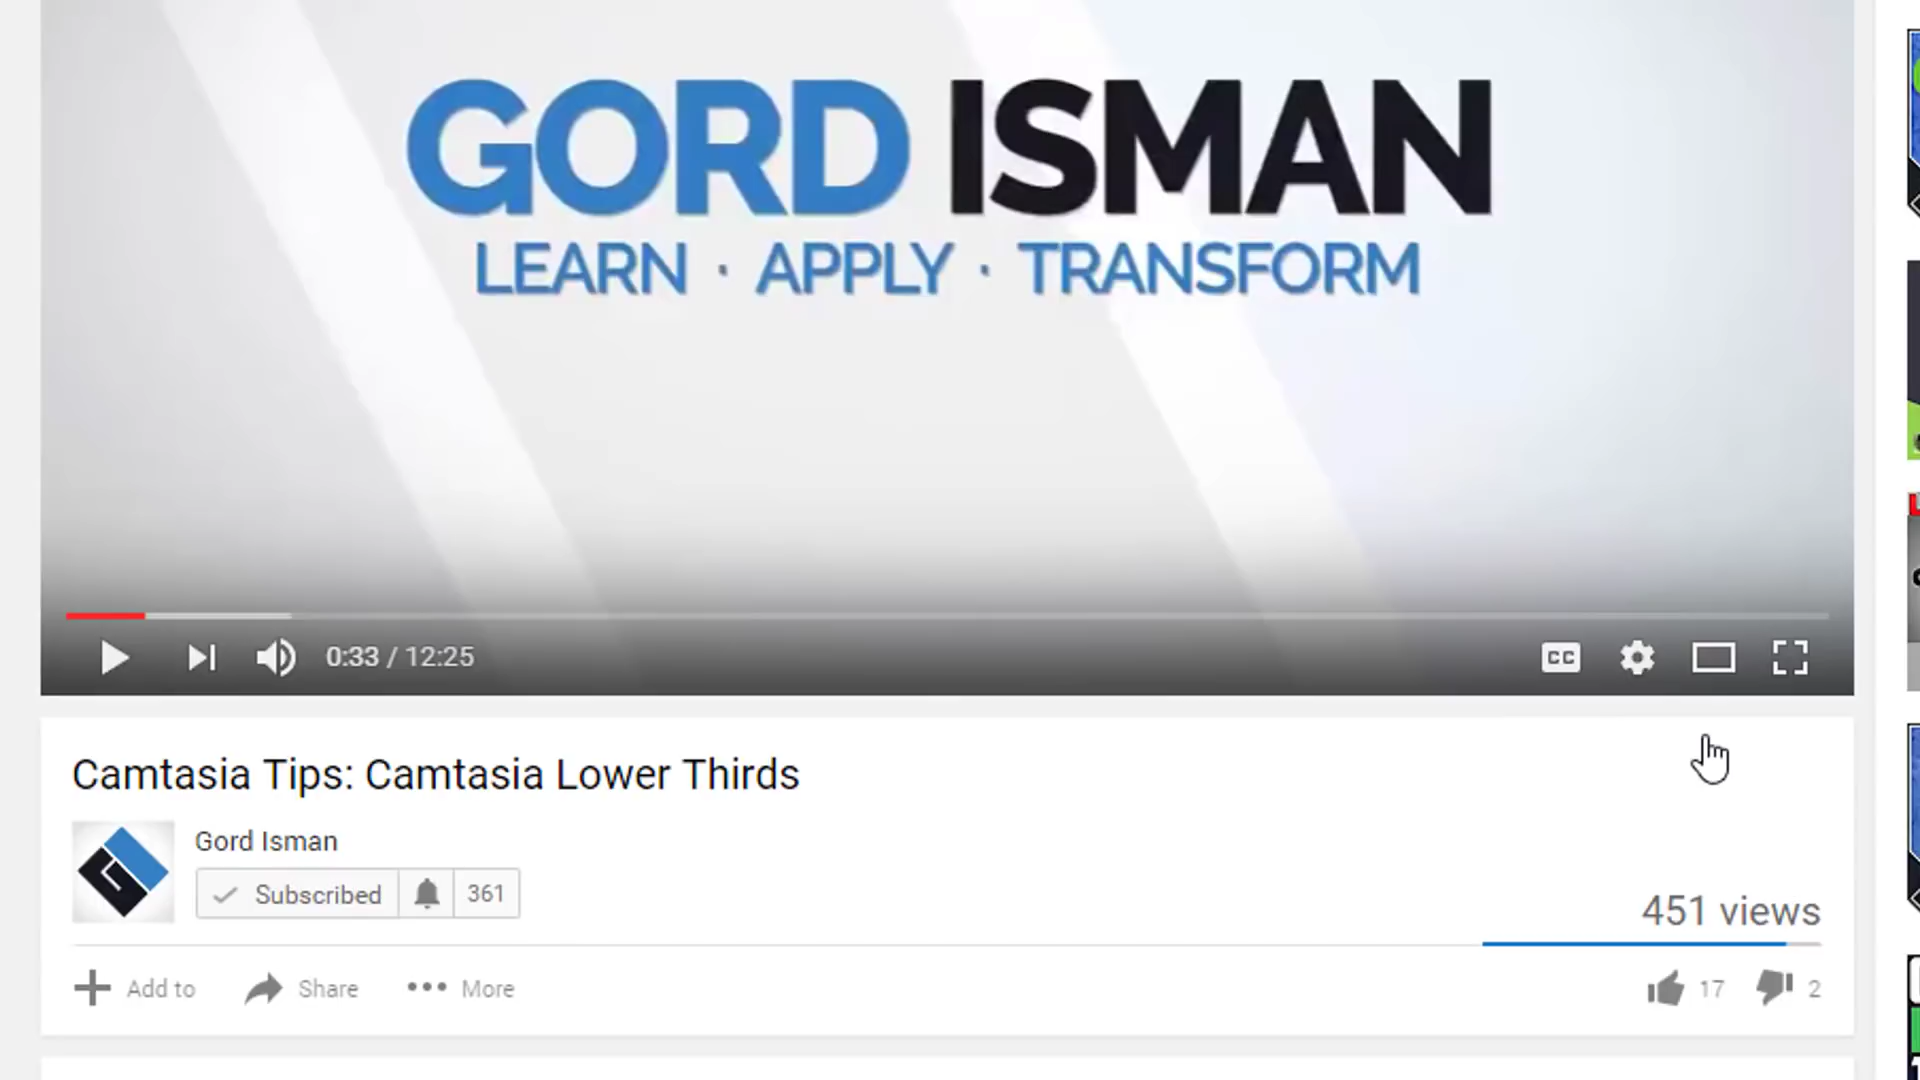 GORD ISMAN
LEARN · APPLY · TRANSFORM
0:33 / 12:25
CC
Camtasia Tips: Camtasia Lower Thirds
Gord Isman
Subscribed 361
451 views
Add to Share More
17 2